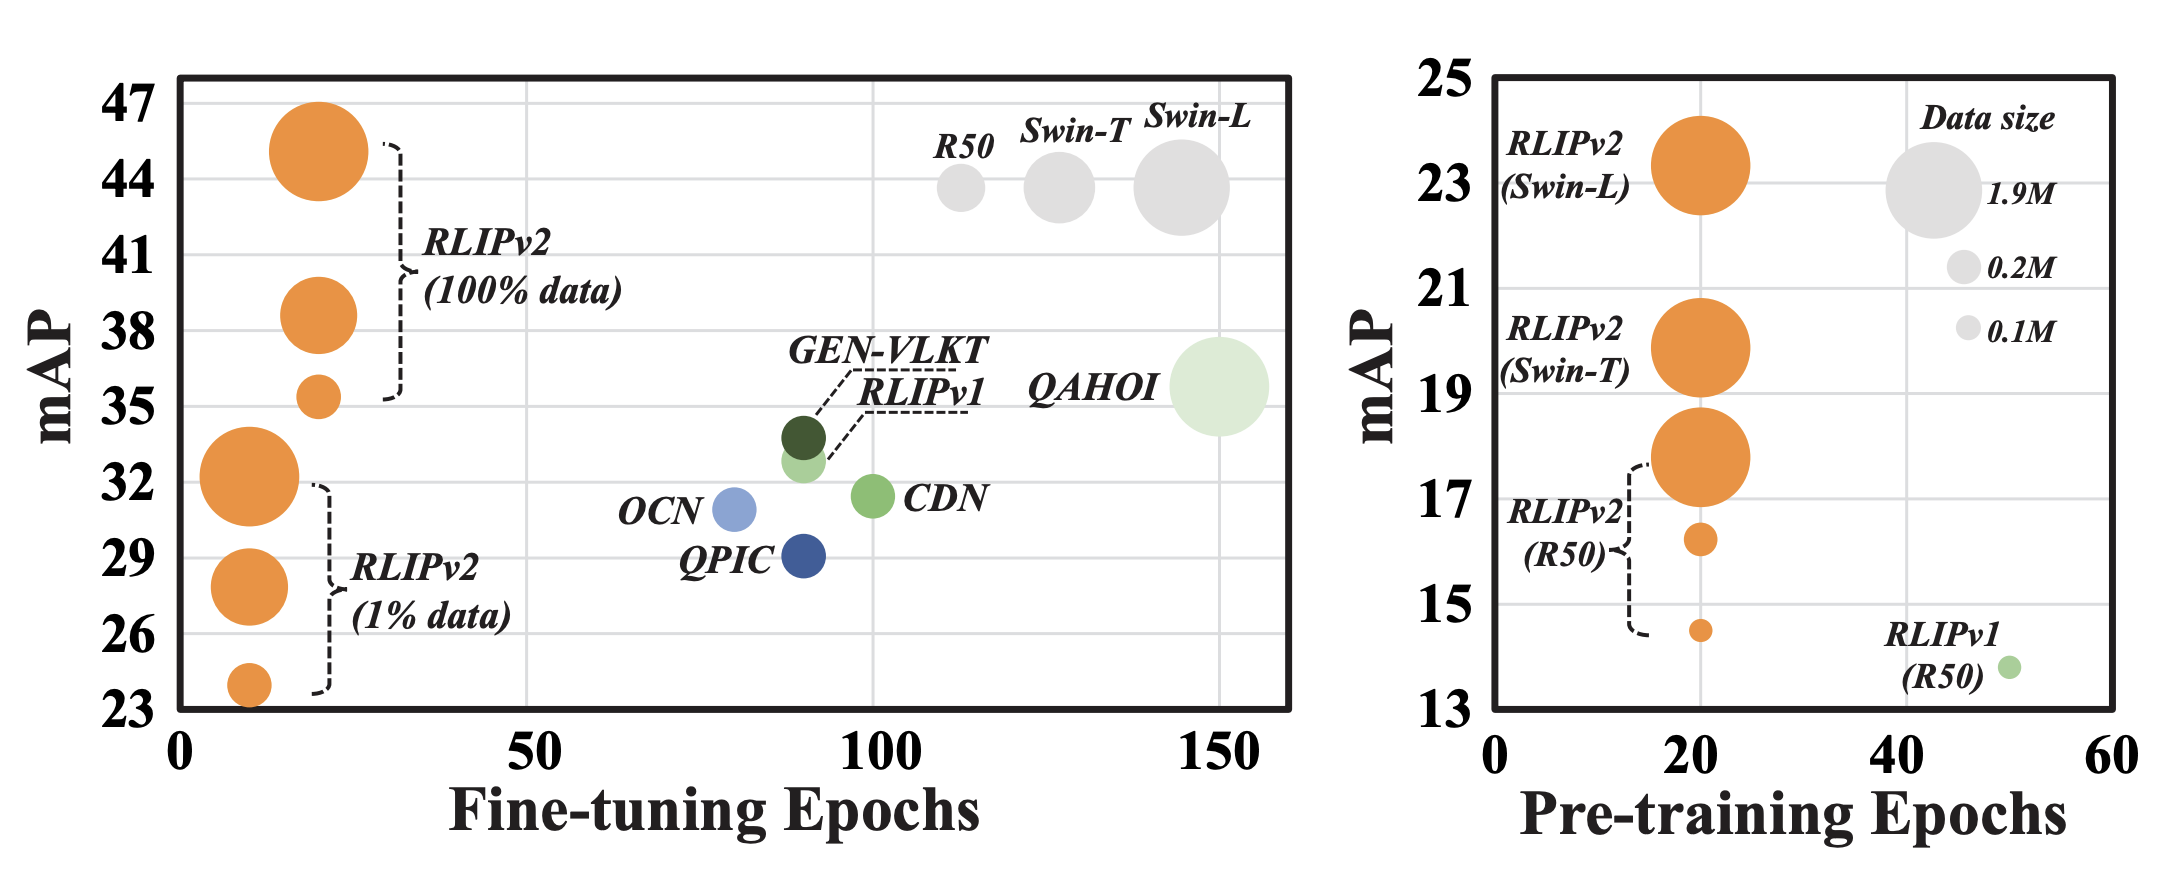 47
44
41
38
35
32
29
26
23
0
50
100
150
mAP
Fine-tuning Epochs
RLIPv2
(100% data)
RLIPv2
(1% data)
R50
Swin-T
Swin-L
GEN-VLKT
RLIPv1
QAHOI
OCN
CDN
QPIC
25
23
21
19
17
15
13
0
20
40
60
mAP
Pre-training Epochs
RLIPv2
(Swin-L)
RLIPv2
(Swin-T)
RLIPv2
(R50)
Data size
1.9M
0.2M
0.1M
RLIPv1
(R50)